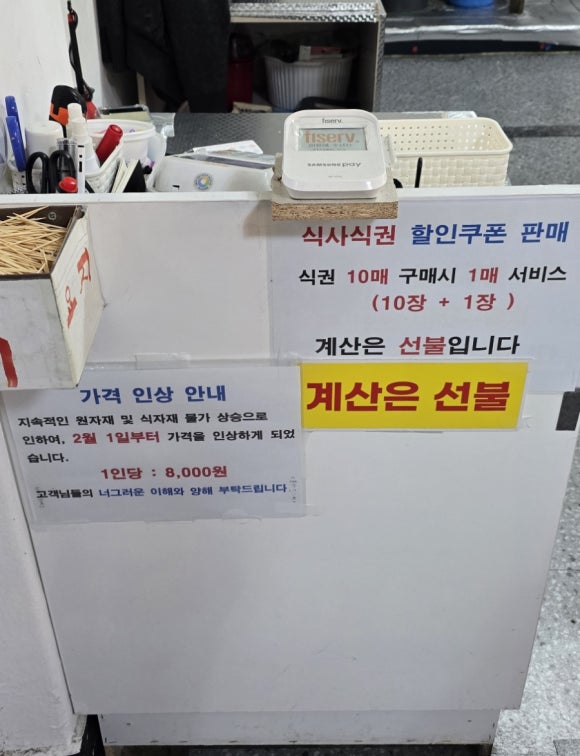 fiserv.
fiserv.
SAMSUNG pay
식사식권 할인쿠폰 판매
식권 10매 구매시 1매 서비스
(10장 + 1장 )
계산은 선불입니다
계산은 선불
가격 인상 안내
지속적인 원자재 및 식자재 물가 상승으로
인하여, 2월 1일부터 가격을 인상하게 되었
습니다.
1인당 : 8,000원
고객님들의 너그러운 이해와 양해 부탁드립니다.